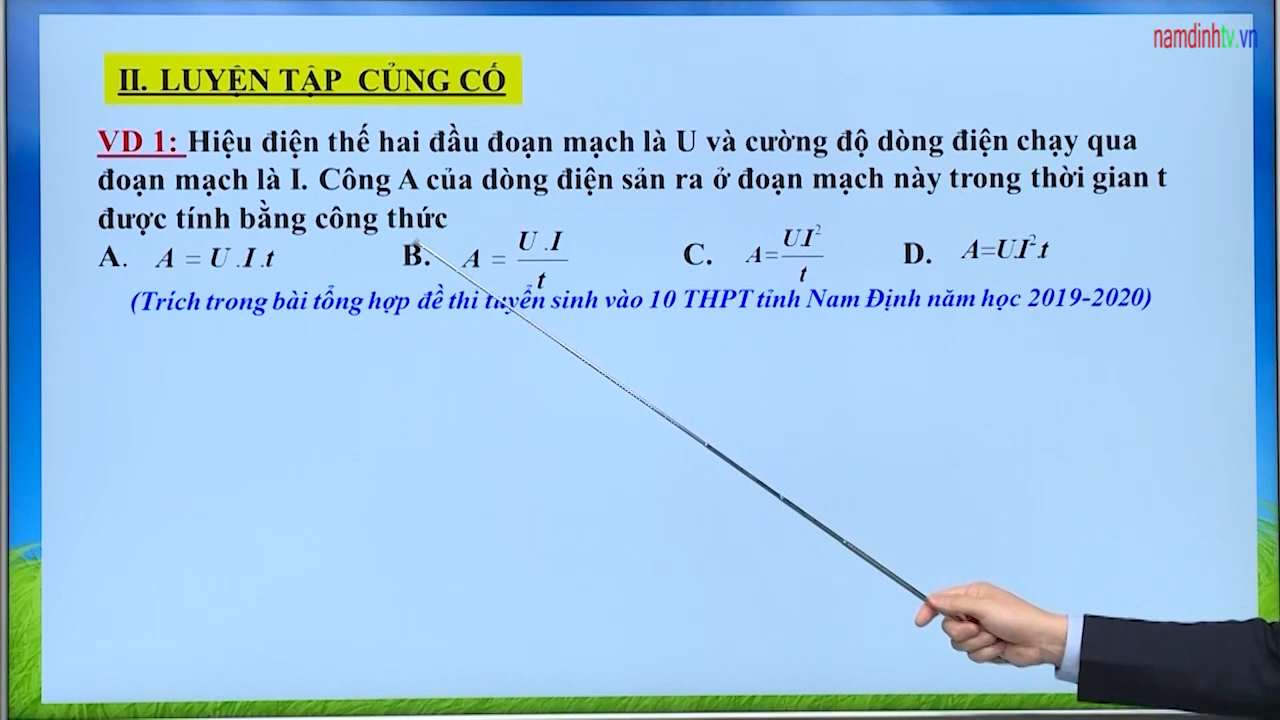 namdinhtv.vn
II. LUYỆN TẬP CỦNG CỐ
VD 1: Hiệu điện thế hai đầu đoạn mạch là U và cường độ dòng điện chạy qua
đoạn mạch là I. Công A của dòng điện sản ra ở đoạn mạch này trong thời gian t
được tính bằng công thức
A. A = U.I.t B. A = U.I/t C. A=UI²/t D. A=UI².t
(Trích trong bài tổng hợp đề thi tuyển sinh vào 10 THPT tỉnh Nam Định năm học 2019-2020)